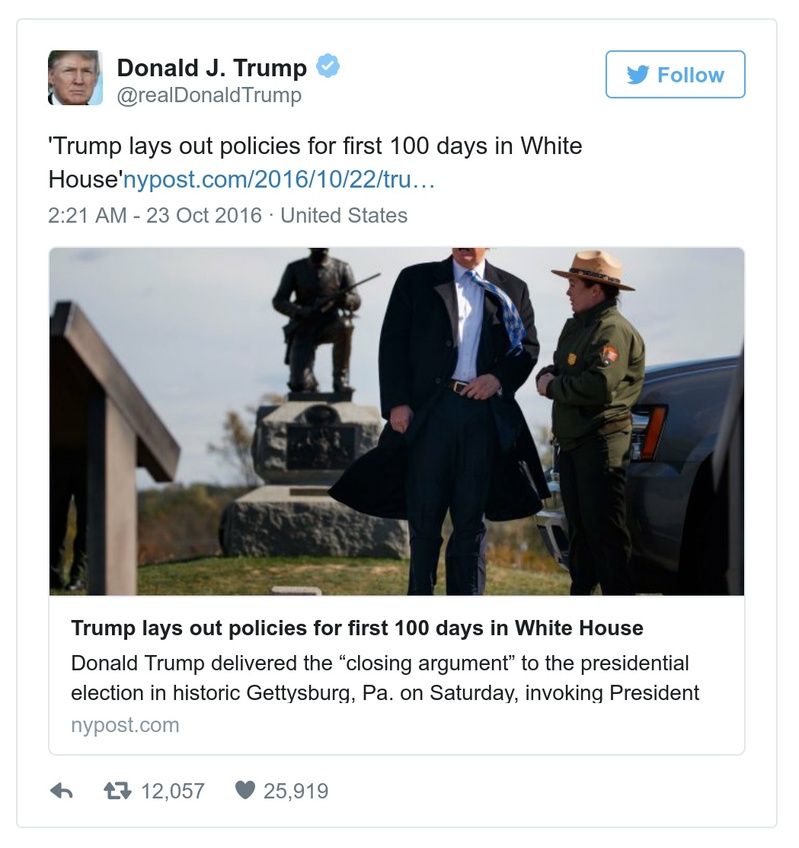 Donald J. Trump
@realDonaldTrump
Follow
'Trump lays out policies for first 100 days in White
House'nypost.com/2016/10/22/tru…
2:21 AM - 23 Oct 2016 · United States
Trump lays out policies for first 100 days in White House
Donald Trump delivered the “closing argument” to the presidential
election in historic Gettysburg, Pa. on Saturday, invoking President
nypost.com
12,057 25,919